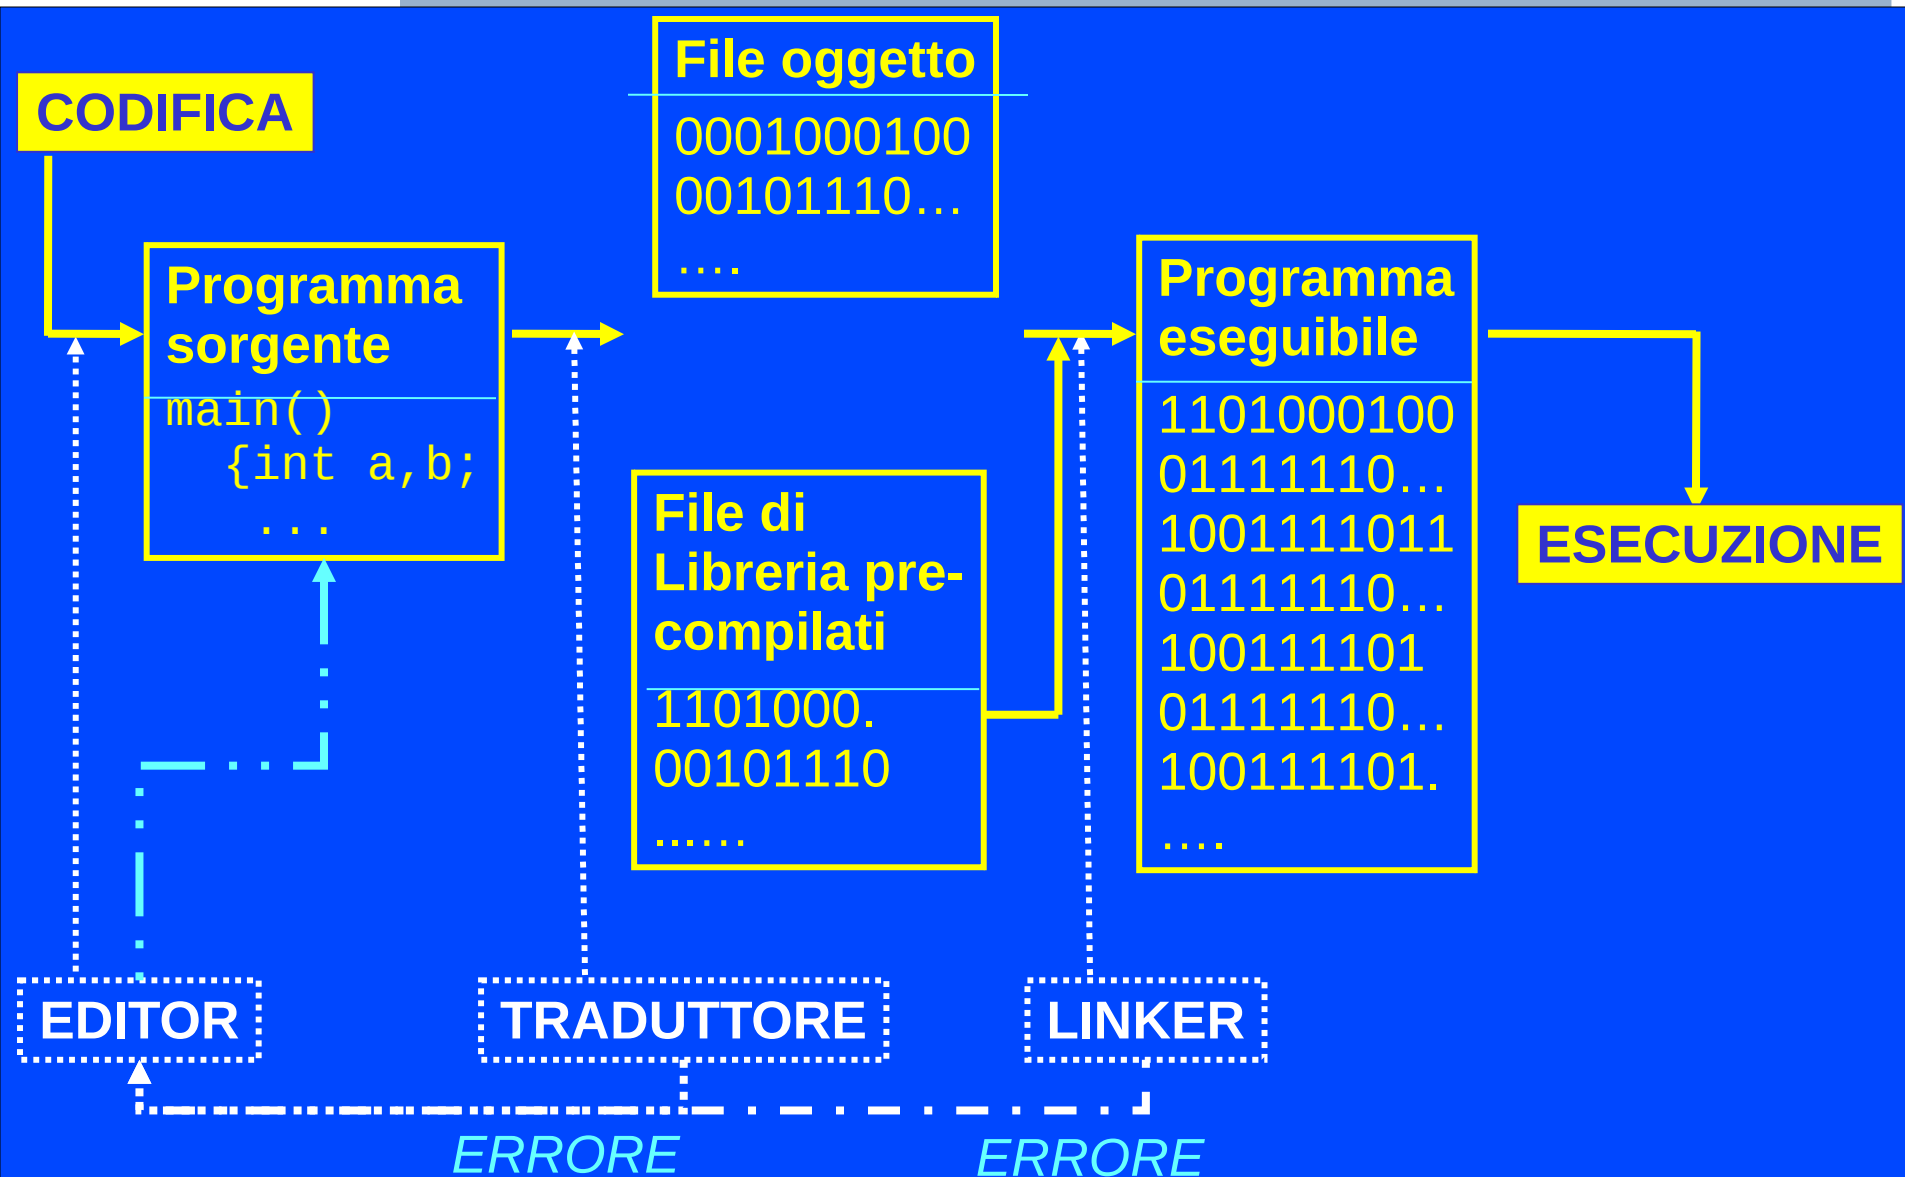 CODIFICA
Programma
sorgente
main()
{int a,b;
...
File oggetto
0001000100
00101110…
….
File di
Libreria pre-
compilati
1101000.
00101110
...…
Programma
eseguibile
1101000100
01111110…
1001111011
01111110…
100111101
01111110…
100111101.
….
ESECUZIONE
EDITOR
TRADUTTORE
LINKER
ERRORE
ERRORE